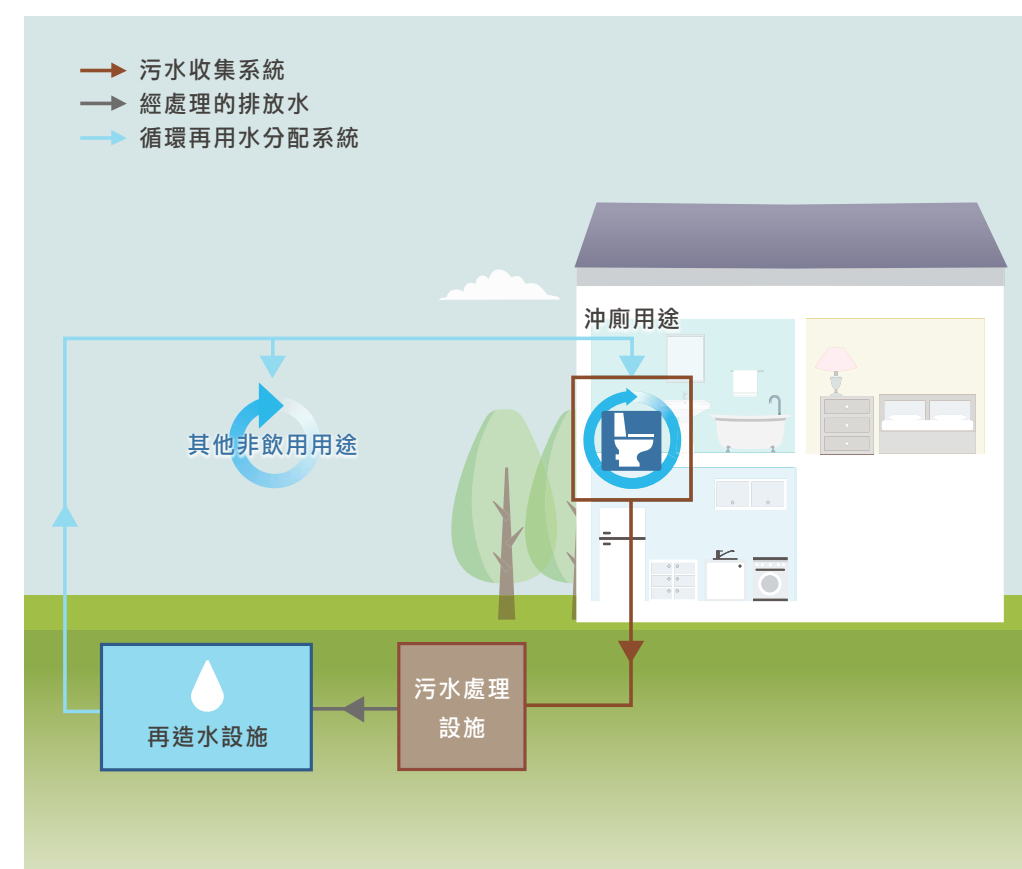 污水收集系統
經處理的排放水
循環再用水分配系統
沖廁用途
其他非飲用用途
污水處理
設施
再造水設施